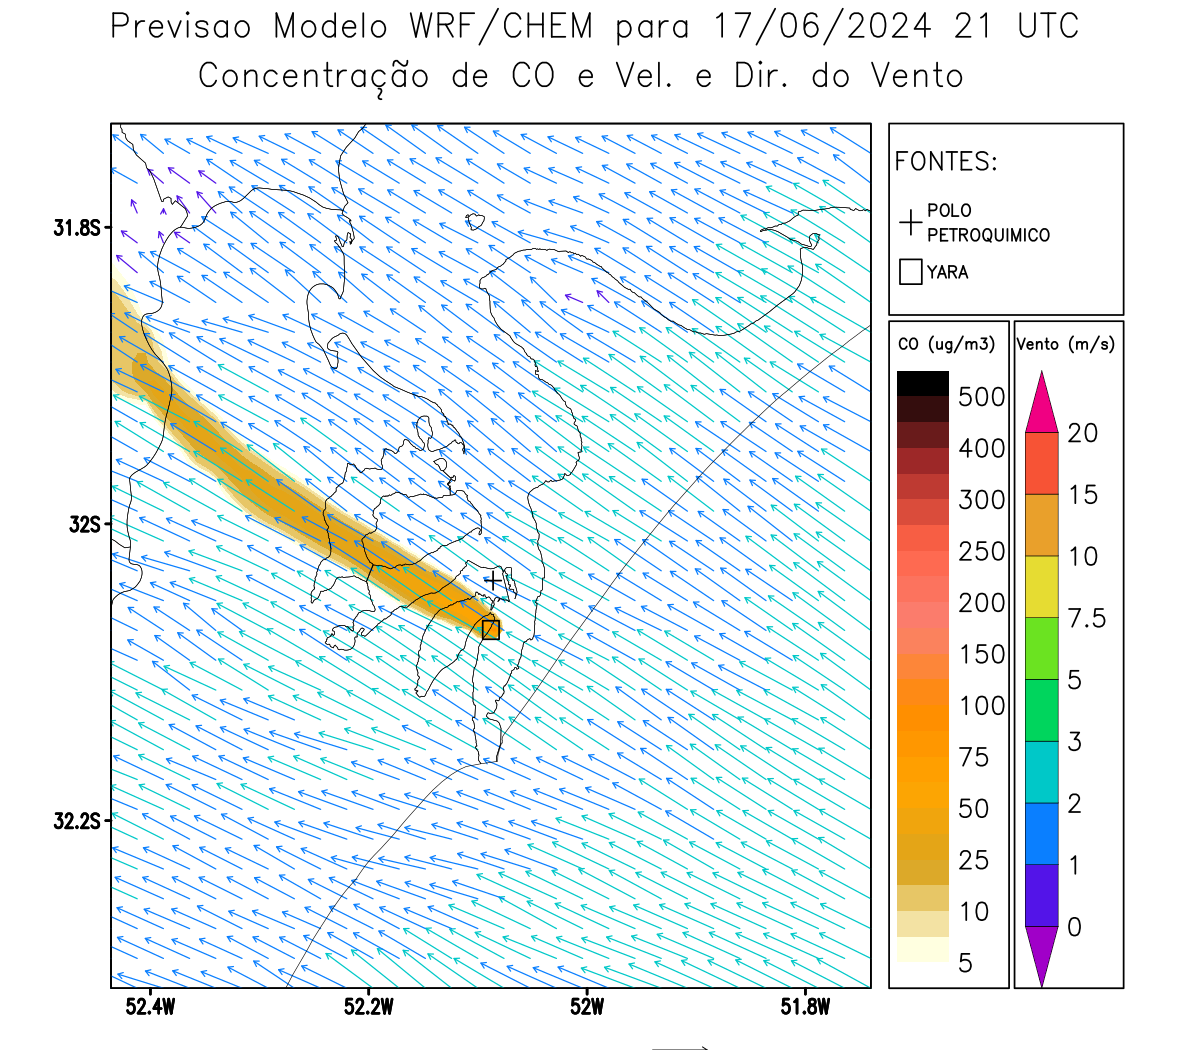 Previsao Modelo WRF/CHEM para 17/06/2024 21 UTC
Concentração de CO e Vel. e Dir. do Vento
FONTES:
POLO
PETROQUIMICO
YARA
CO (ug/m3)
500
400
300
250
200
150
100
75
50
25
10
5
Vento (m/s)
20
15
10
7.5
5
3
2
1
0
31.8S
32S
32.2S
52.4W
52.2W
52W
51.8W